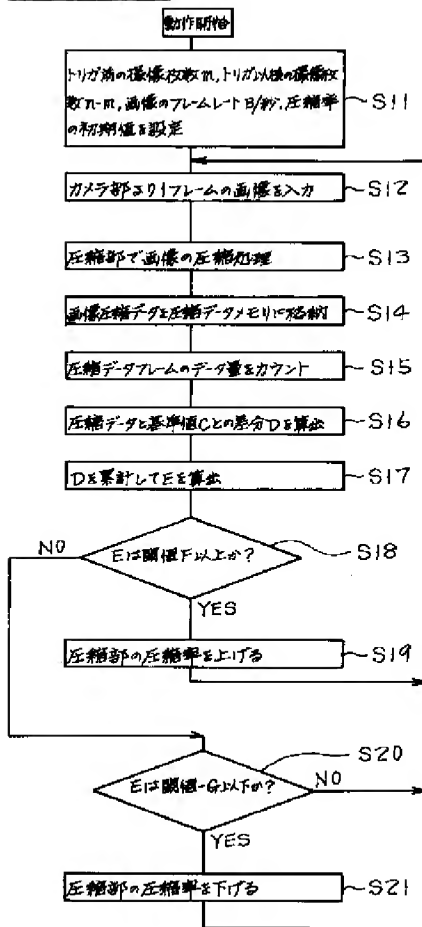 動作開始
トリガ前の撮像枚数m,トリガ以後の撮像枚
数n-m,画像のフレームレートB/秒,圧縮率
の初期値を設定
S11
カメラ部より1フレームの画像を入力
S12
圧縮部で画像の圧縮処理
S13
画像圧縮データを圧縮データメモリに格納
S14
圧縮データフレームのデータ量をカウント
S15
圧縮データと基準値Cとの差分Dを算出
S16
Dを累計してEを算出
S17
Eは閾値F以上か?
S18
NO
YES
圧縮部の圧縮率を上げる
S19
Eは閾値-G以下か?
S20
NO
YES
圧縮部の圧縮率を下げる
S21